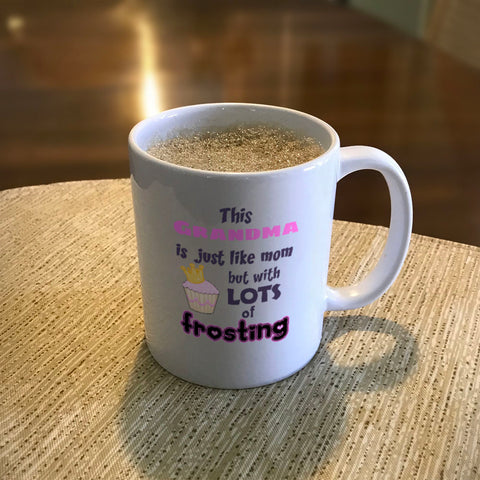 This
GRANDMA
is just like mom
but with
LOTS
of
frosting